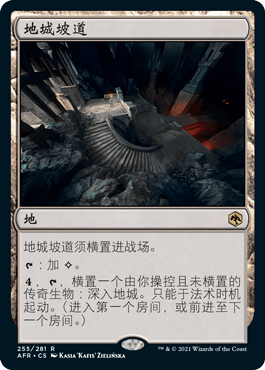 地城坡道
地
地城坡道须横置进战场。
：加 。
4，，横置一个由你操控且未横置的
传奇生物：深入地城。只能于法术时机
起动。（进入第一个房间，或前进至下
一个房间。）
255/281 R
AFR • CS KASIA 'KAFIS' ZIELIŃSKA
™ & © 2021 Wizards of the Coast